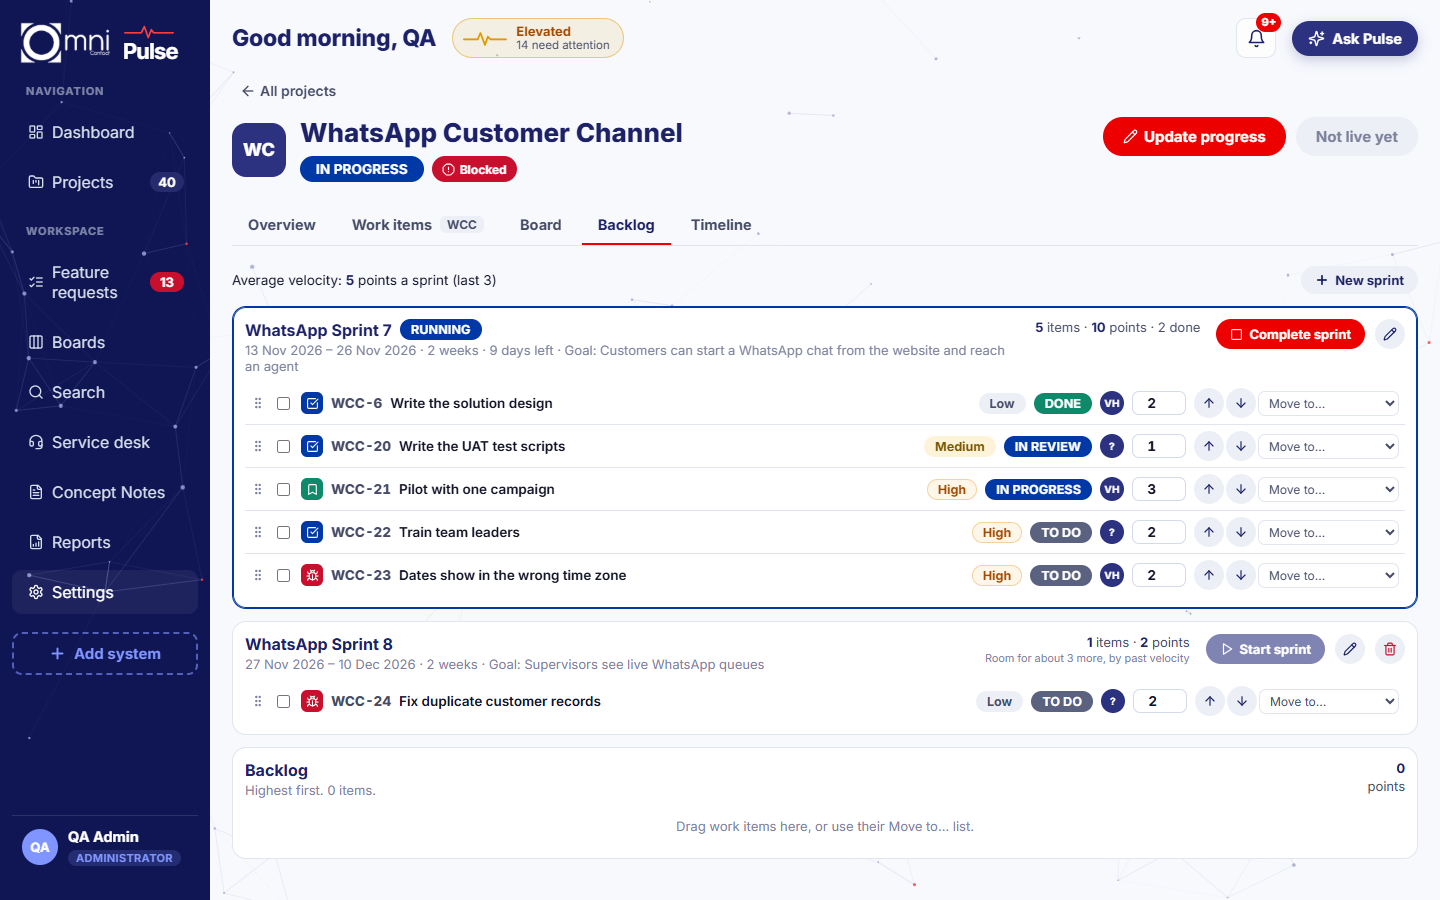 Omni
Contact
Pulse
NAVIGATION
Dashboard
Projects 40
WORKSPACE
Feature requests 13
Boards
Search
Service desk
Concept Notes
Reports
Settings
+ Add system
QA
QA Admin
ADMINISTRATOR
Good morning, QA
Elevated
14 need attention
9+
Ask Pulse
← All projects
WC
WhatsApp Customer Channel
IN PROGRESS Blocked
Update progress
Not live yet
Overview Work items WCC Board Backlog Timeline
Average velocity: 5 points a sprint (last 3)
+ New sprint
WhatsApp Sprint 7 RUNNING
13 Nov 2026 – 26 Nov 2026 · 2 weeks · 9 days left · Goal: Customers can start a WhatsApp chat from the website and reach
an agent
5 items · 10 points · 2 done
Complete sprint
WCC-6 Write the solution design Low DONE VH 2 ↑ ↓ Move to...
WCC-20 Write the UAT test scripts Medium IN REVIEW ? 1 ↑ ↓ Move to...
WCC-21 Pilot with one campaign High IN PROGRESS VH 3 ↑ ↓ Move to...
WCC-22 Train team leaders High TO DO ? 2 ↑ ↓ Move to...
WCC-23 Dates show in the wrong time zone High TO DO VH 2 ↑ ↓ Move to...
WhatsApp Sprint 8
27 Nov 2026 – 10 Dec 2026 · 2 weeks · Goal: Supervisors see live WhatsApp queues
1 items · 2 points
Room for about 3 more, by past velocity
Start sprint
WCC-24 Fix duplicate customer records Low TO DO ? 2 ↑ ↓ Move to...
Backlog
Highest first. 0 items.
0
points
Drag work items here, or use their Move to... list.